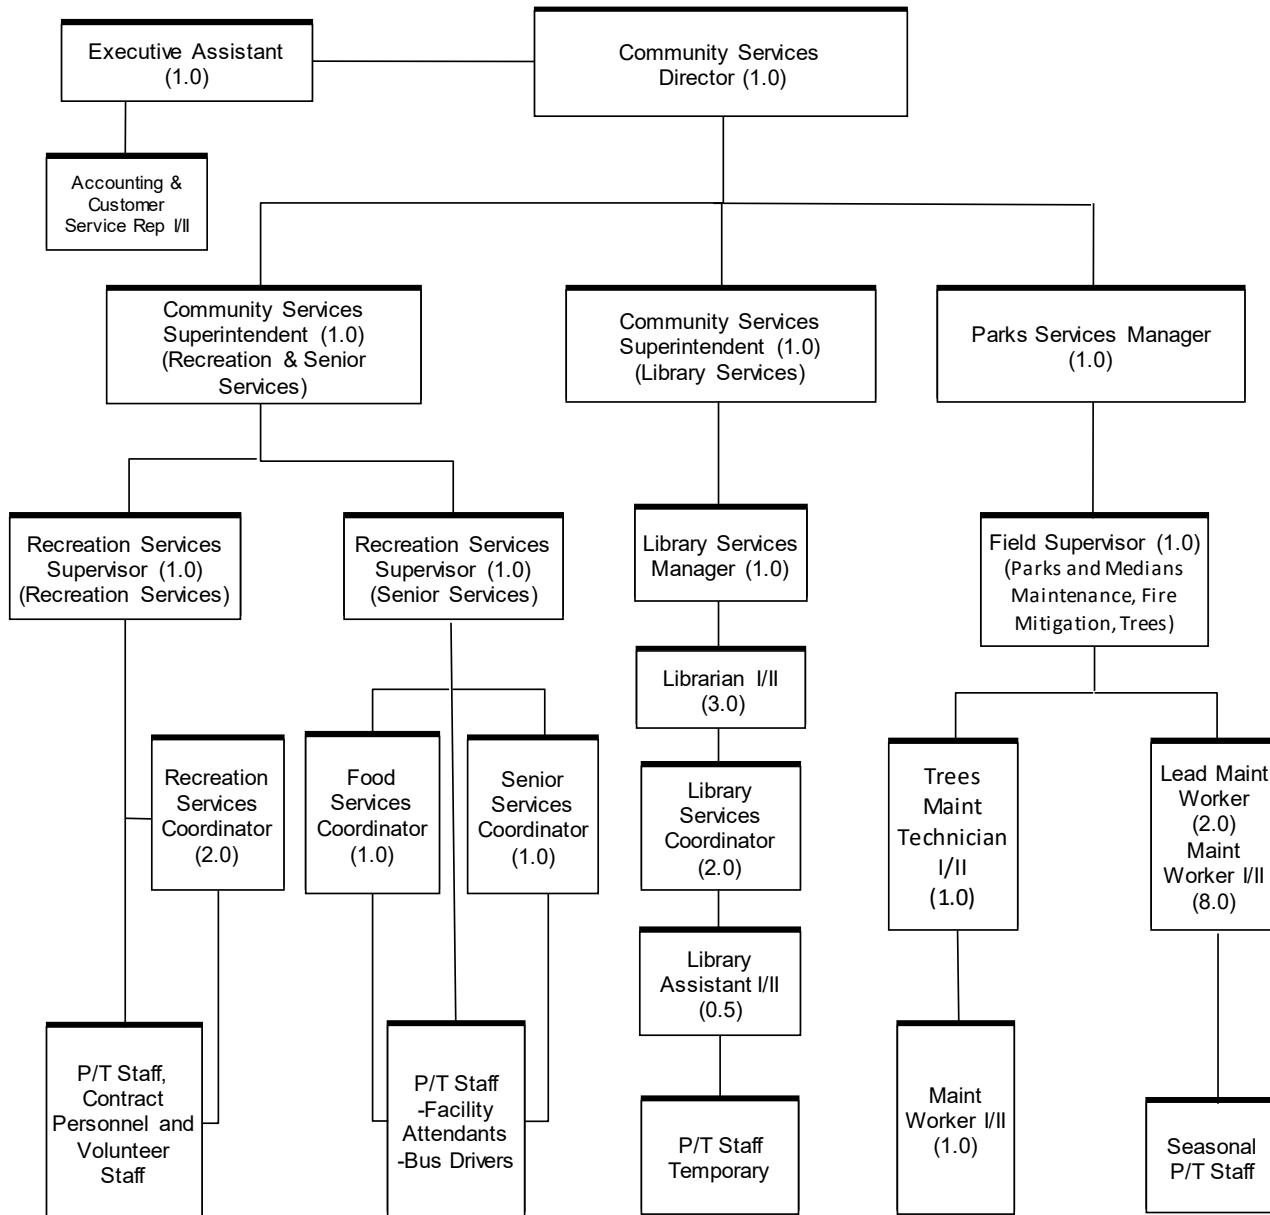 Executive Assistant
(1.0)
Community Services
Director (1.0)
Accounting &
Customer
Service Rep I/II
Community Services
Superintendent (1.0)
(Recreation & Senior
Services)
Community Services
Superintendent (1.0)
(Library Services)
Parks Services Manager
(1.0)
Recreation Services
Supervisor (1.0)
(Recreation Services)
Recreation Services
Supervisor (1.0)
(Senior Services)
Library Services
Manager (1.0)
Field Supervisor (1.0)
(Parks and Medians
Maintenance, Fire
Mitigation, Trees)
Librarian I/II
(3.0)
Recreation
Services
Coordinator
(2.0)
Food
Services
Coordinator
(1.0)
Senior
Services
Coordinator
(1.0)
Library
Services
Coordinator
(2.0)
Trees
Maint
Technician
I/II
(1.0)
Lead Maint
Worker
(2.0)
Maint
Worker I/II
(8.0)
Library
Assistant I/II
(0.5)
P/T Staff,
Contract
Personnel and
Volunteer
Staff
P/T Staff
-Facility
Attendants
-Bus Drivers
P/T Staff
Temporary
Maint
Worker I/II
(1.0)
Seasonal
P/T Staff